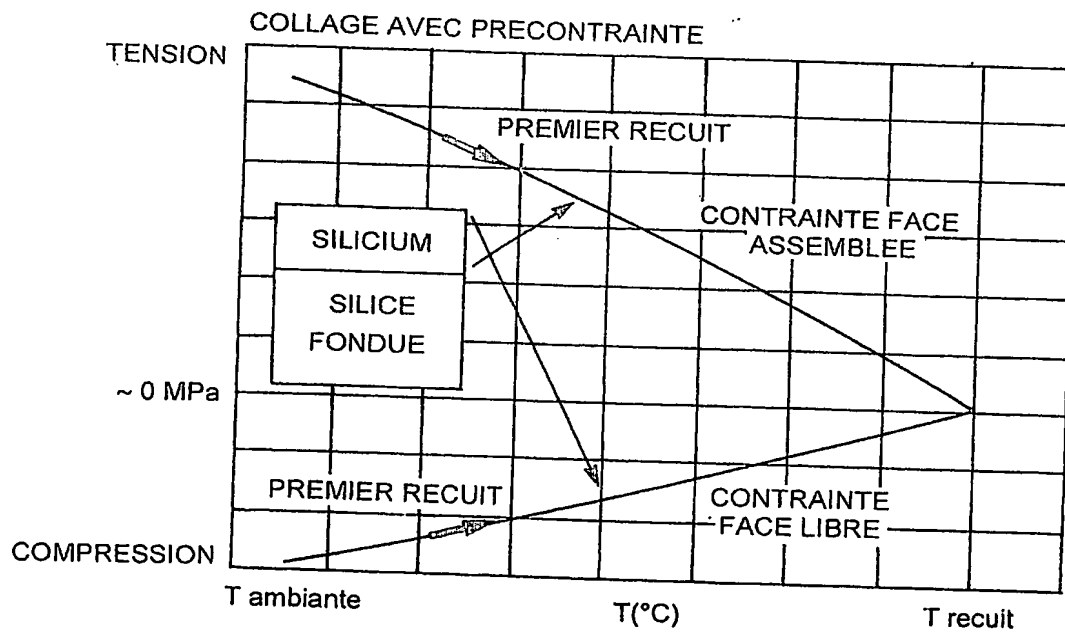 COLLAGE AVEC PRECONTRAINTE
TENSION
PREMIER RECUIT
CONTRAINTE FACE
ASSEMBLEE
SILICIUM
SILICE
FONDUE
~ 0 MPa
PREMIER RECUIT
CONTRAINTE
FACE LIBRE
COMPRESSION
T ambiante
T(°C)
T recuit